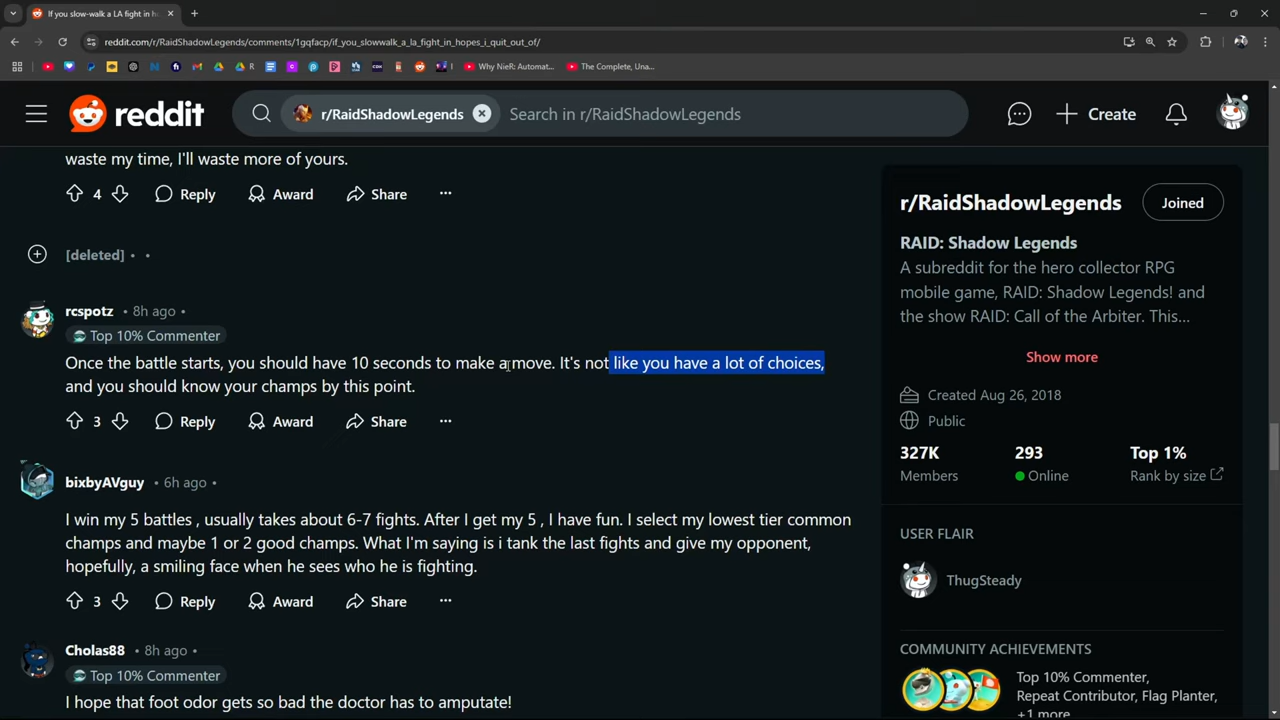 If you slow-walk a LA fight in h
reddit.com/r/RaidShadowLegends/comments/1gqfacp/if_you_slowwalk_a_la_fight_in_hopes_i_quit_out_of/
R
Why NieR: Automat...
The Complete, Una...
reddit
r/RaidShadowLegends
Search in r/RaidShadowLegends
Create
waste my time, I'll waste more of yours.
4 Reply Award Share ...
[deleted] • •
rcspotz • 8h ago •
Top 10% Commenter
Once the battle starts, you should have 10 seconds to make a move. It's not like you have a lot of choices,
and you should know your champs by this point.
3 Reply Award Share ...
bixbyAVguy • 6h ago •
I win my 5 battles , usually takes about 6-7 fights. After I get my 5 , I have fun. I select my lowest tier common
champs and maybe 1 or 2 good champs. What I'm saying is i tank the last fights and give my opponent,
hopefully, a smiling face when he sees who he is fighting.
3 Reply Award Share ...
Cholas88 • 8h ago •
Top 10% Commenter
I hope that foot odor gets so bad the doctor has to amputate!
r/RaidShadowLegends
Joined
RAID: Shadow Legends
A subreddit for the hero collector RPG
mobile game, RAID: Shadow Legends! and
the show RAID: Call of the Arbiter. This...
Show more
Created Aug 26, 2018
Public
327K 293 Top 1%
Members Online Rank by size
USER FLAIR
ThugSteady
COMMUNITY ACHIEVEMENTS
Top 10% Commenter,
Repeat Contributor, Flag Planter,
+1 more